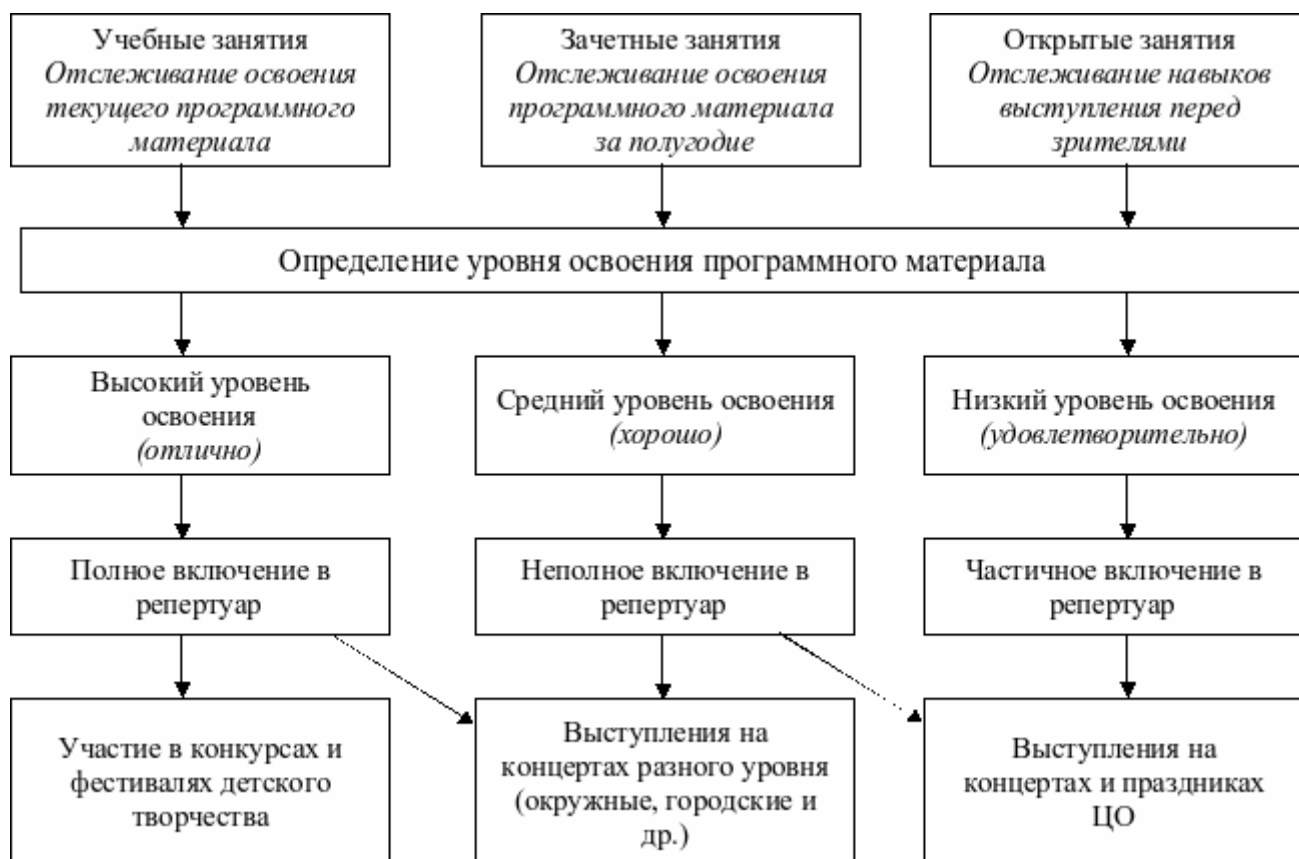 Учебные занятия
Отслеживание освоения
текущего программного
материала
Зачетные занятия
Отслеживание освоения
программного материала
за полугодие
Открытые занятия
Отслеживание навыков
выступления перед
зрителями
Определение уровня освоения программного материала
Высокий уровень
освоения
(отлично)
Средний уровень освоения
(хорошо)
Низкий уровень освоения
(удовлетворительно)
Полное включение в
репертуар
Неполное включение в
репертуар
Частичное включение в
репертуар
Участие в конкурсах и
фестивалях детского
творчества
Выступления на
концертах разного уровня
(окружные, городские и
др.)
Выступления на
концертах и праздниках
ЦО